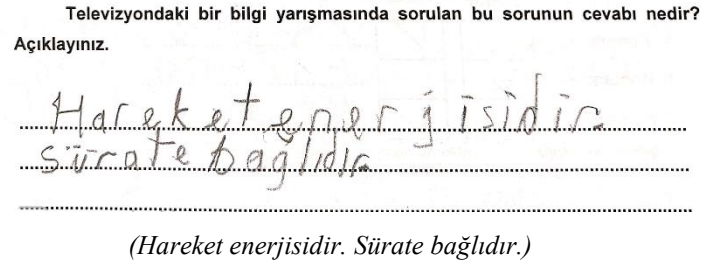 Televizyondaki bir bilgi yarışmasında sorulan bu sorunun cevabı nedir?
Açıklayınız.
Hareket enerjisidir.
Sürate bağlıdır.
(Hareket enerjisidir. Sürate bağlıdır.)